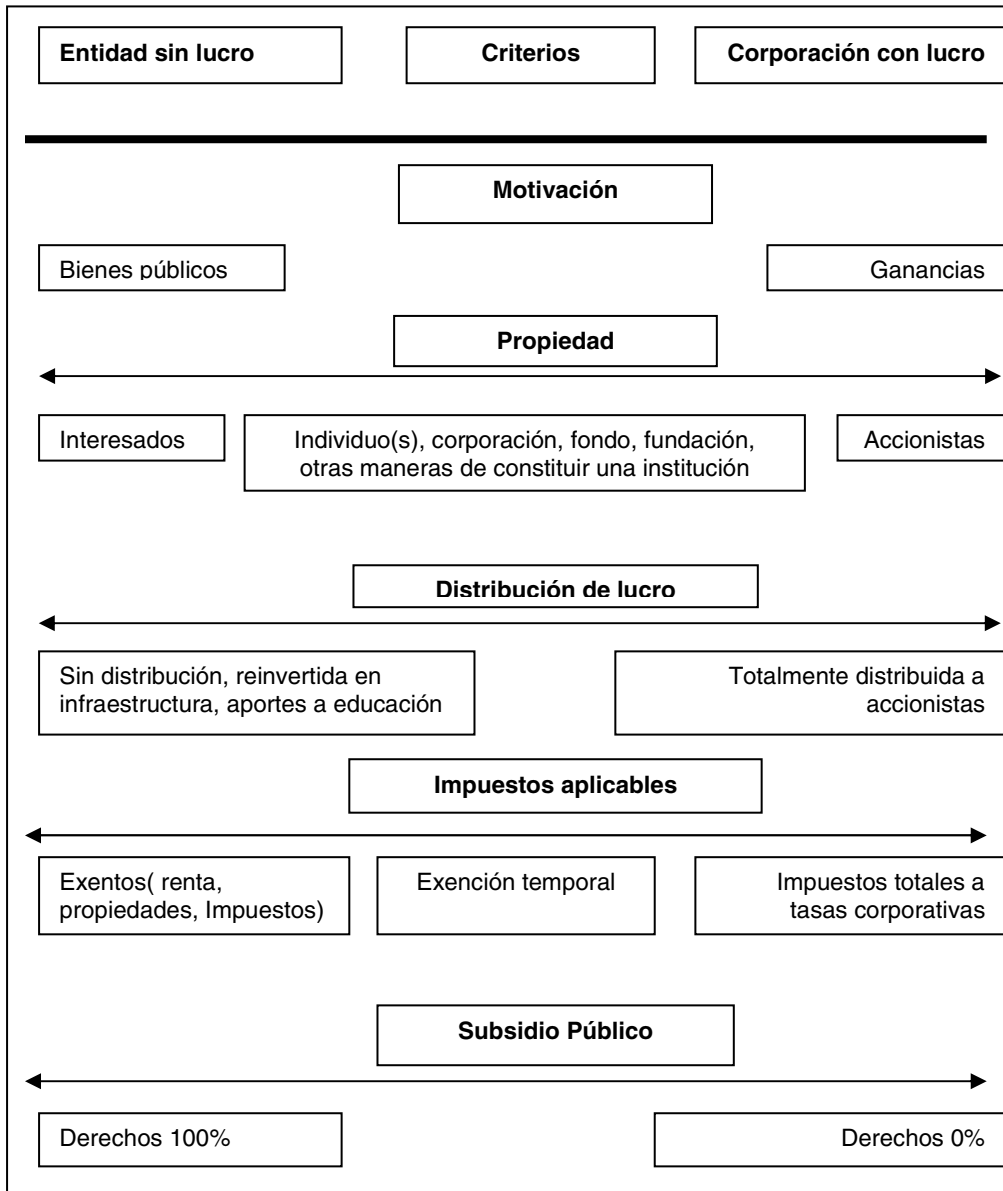 Entidad sin lucro
Criterios
Corporación con lucro
Motivación
Bienes públicos
Ganancias
Propiedad
Interesados
Individuo(s), corporación, fondo, fundación,
otras maneras de constituir una institución
Accionistas
Distribución de lucro
Sin distribución, reinvertida en
infraestructura, aportes a educación
Totalmente distribuida a
accionistas
Impuestos aplicables
Exentos( renta,
propiedades, Impuestos)
Exención temporal
Impuestos totales a
tasas corporativas
Subsidio Público
Derechos 100%
Derechos 0%